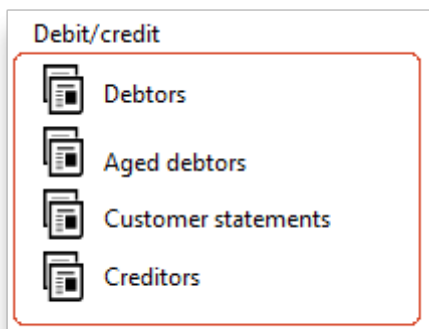 Debit/credit
Debtors
Aged debtors
Customer statements
Creditors